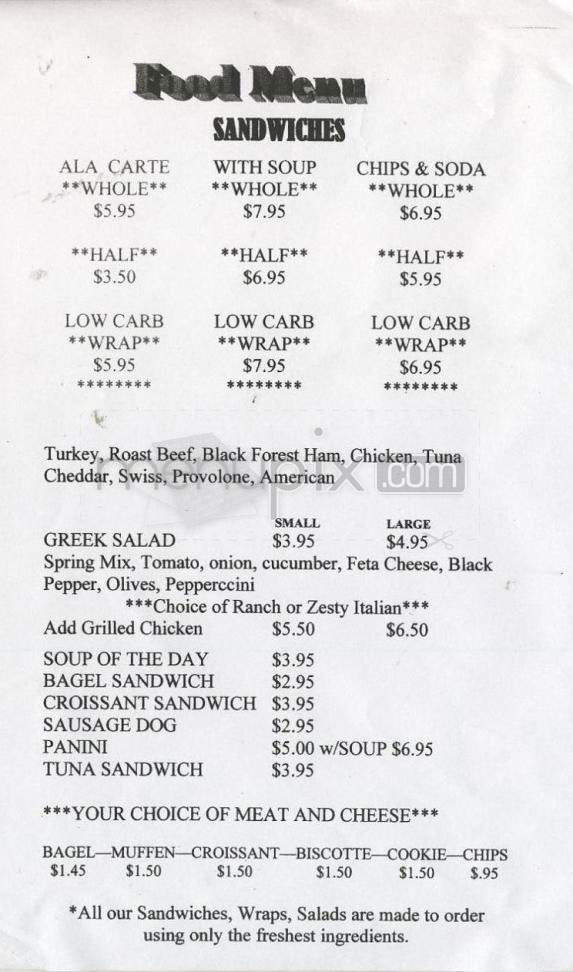 Food Menu
SANDWICHES
ALA CARTE WITH SOUP CHIPS & SODA
**WHOLE** **WHOLE** **WHOLE**
$5.95 $7.95 $6.95
**HALF** **HALF** **HALF**
$3.50 $6.95 $5.95
LOW CARB LOW CARB LOW CARB
**WRAP** **WRAP** **WRAP**
$5.95 $7.95 $6.95
******** ******** ********
Turkey, Roast Beef, Black Forest Ham, Chicken, Tuna
Cheddar, Swiss, Provolone, American
menupix.com
SMALL LARGE
GREEK SALAD $3.95 $4.95
Spring Mix, Tomato, onion, cucumber, Feta Cheese, Black
Pepper, Olives, Pepperccini
***Choice of Ranch or Zesty Italian***
Add Grilled Chicken $5.50 $6.50
SOUP OF THE DAY $3.95
BAGEL SANDWICH $2.95
CROISSANT SANDWICH $3.95
SAUSAGE DOG $2.95
PANINI $5.00 w/SOUP $6.95
TUNA SANDWICH $3.95
***YOUR CHOICE OF MEAT AND CHEESE***
BAGEL—MUFFEN—CROISSANT—BISCOTTE—COOKIE—CHIPS
$1.45 $1.50 $1.50 $1.50 $1.50 $.95
*All our Sandwiches, Wraps, Salads are made to order
using only the freshest ingredients.